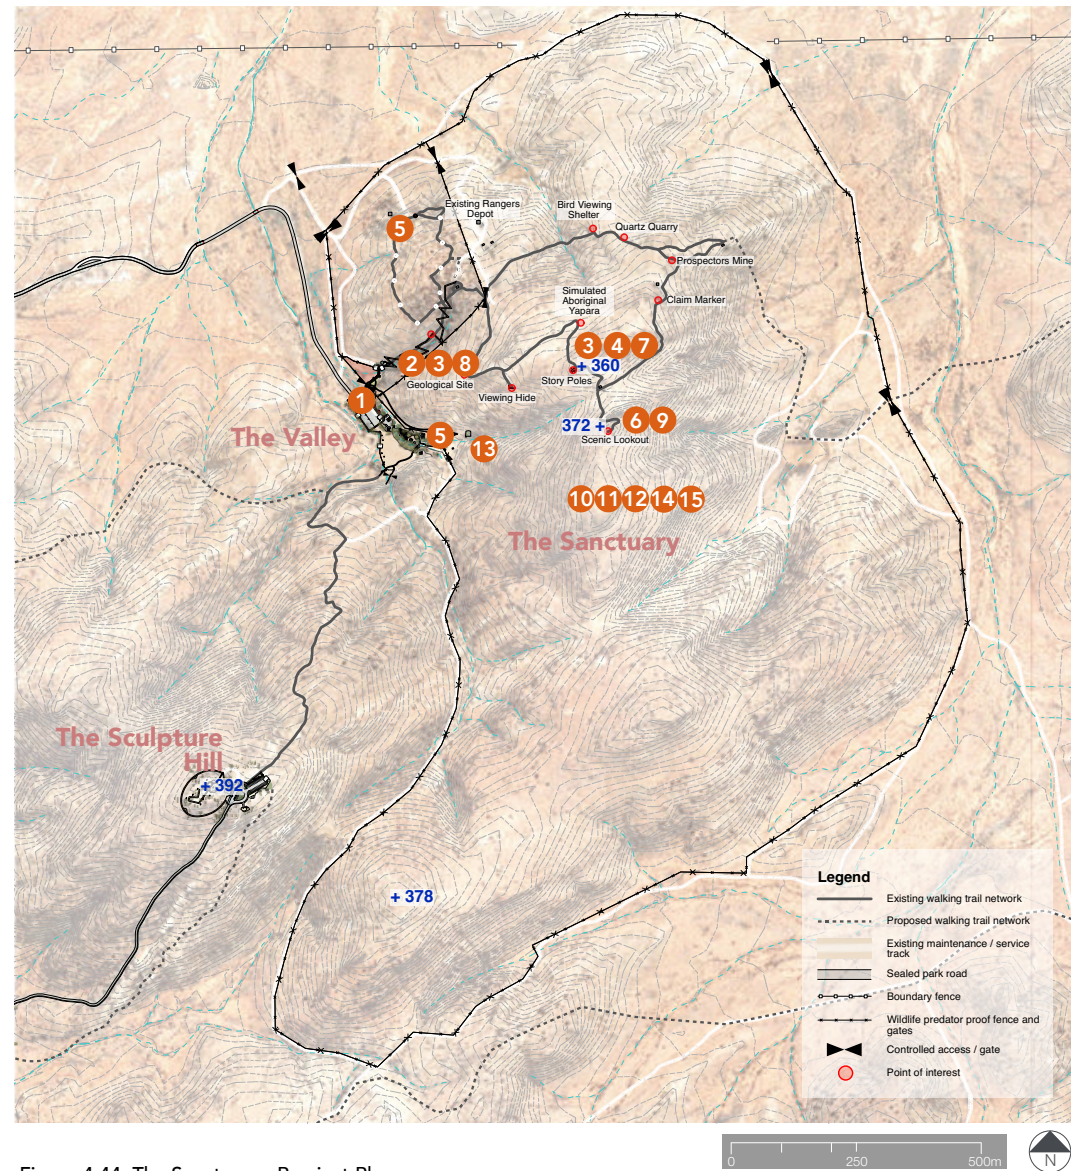 Existing Rangers
Depot
Bird Viewing
Shelter
Quartz Quarry
5
Prospectors Mine
Simulated
Aboriginal
Yapara
Claim Marker
3 4 7
2 3 8
+ 360
Geological Site
Story Poles
Viewing Hide
1
6 9
372 +
Scenic Lookout
The Valley
5
13
10 11 12 14 15
The Sanctuary
The Sculpture
Hill
+ 392
+ 378
Legend
Existing walking trail network
Proposed walking trail network
Existing maintenance / service
track
Sealed park road
Boundary fence
Wildlife predator proof fence and
gates
Controlled access / gate
Point of interest
0 250 500m
N